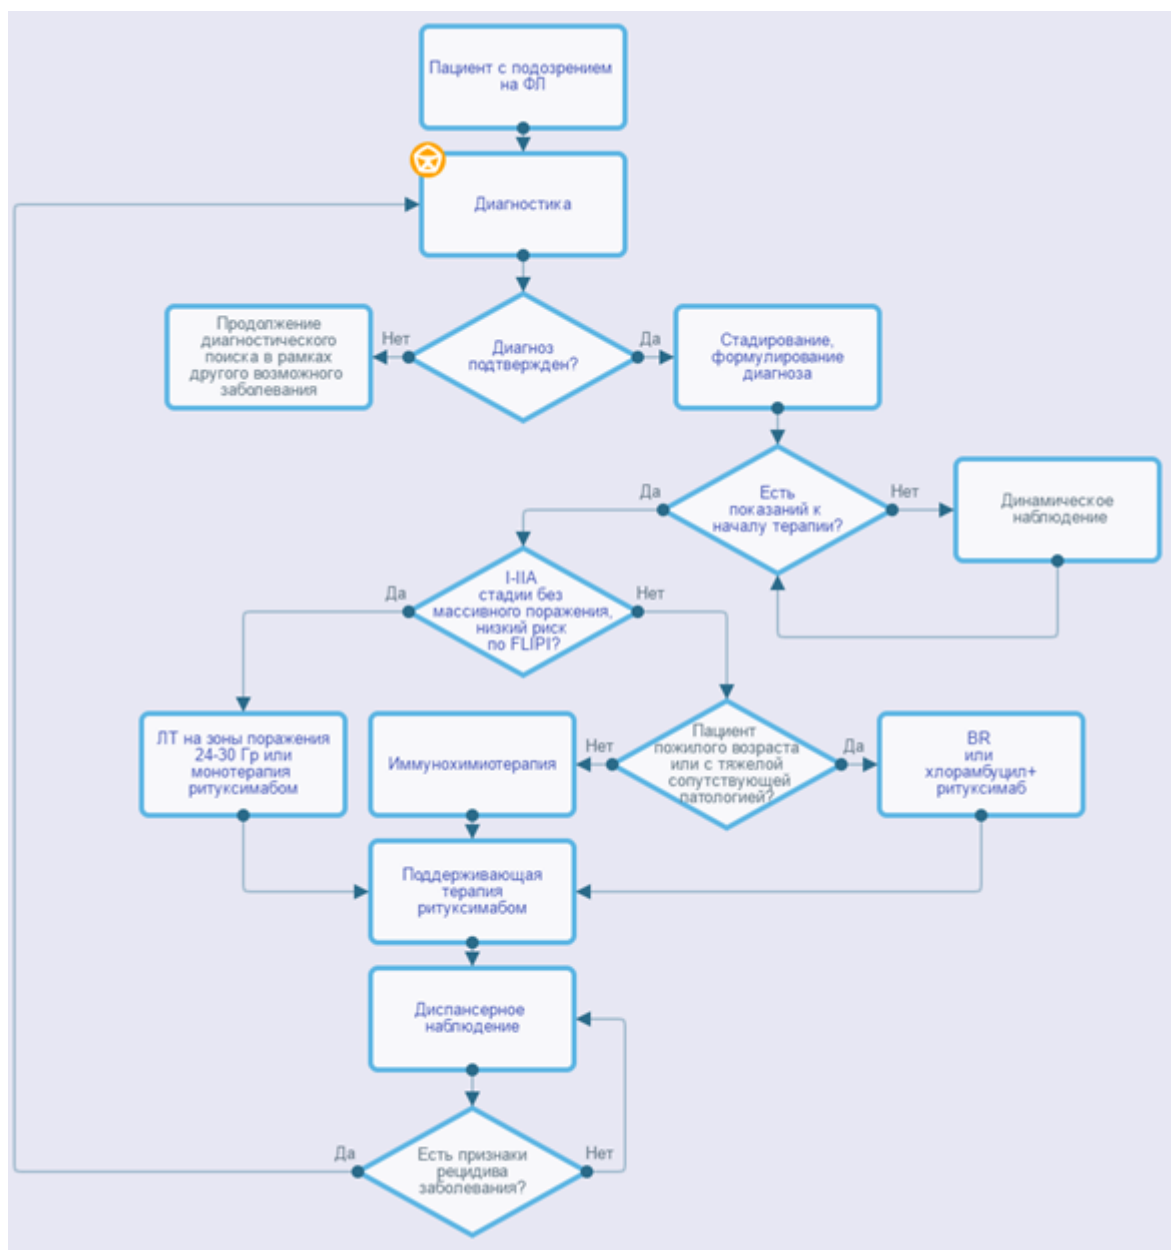 Пациент с подозрением
на ФЛ
Диагностика
Продолжение
диагностического
поиска в рамках
другого возможного
заболевания
Нет
Диагноз
подтвержден?
Да
Стадирование,
формулирование
диагноза
Да
Есть
показаний к
началу терапии?
Нет
Динамическое
наблюдение
Да
I-IIA
стадии без
массивного поражения,
низкий риск
по FLIPI?
Нет
ЛТ на зоны поражения
24-30 Гр или
монотерапия
ритуксимабом
Иммунохимиотерапия
Нет
Пациент
пожилого возраста
или с тяжелой
сопутствующей
патологией?
Да
BR
или
хлорамбуцил+
ритуксимаб
Поддерживающая
терапия
ритуксимабом
Диспансерное
наблюдение
Да
Есть признаки
рецидива
заболевания?
Нет